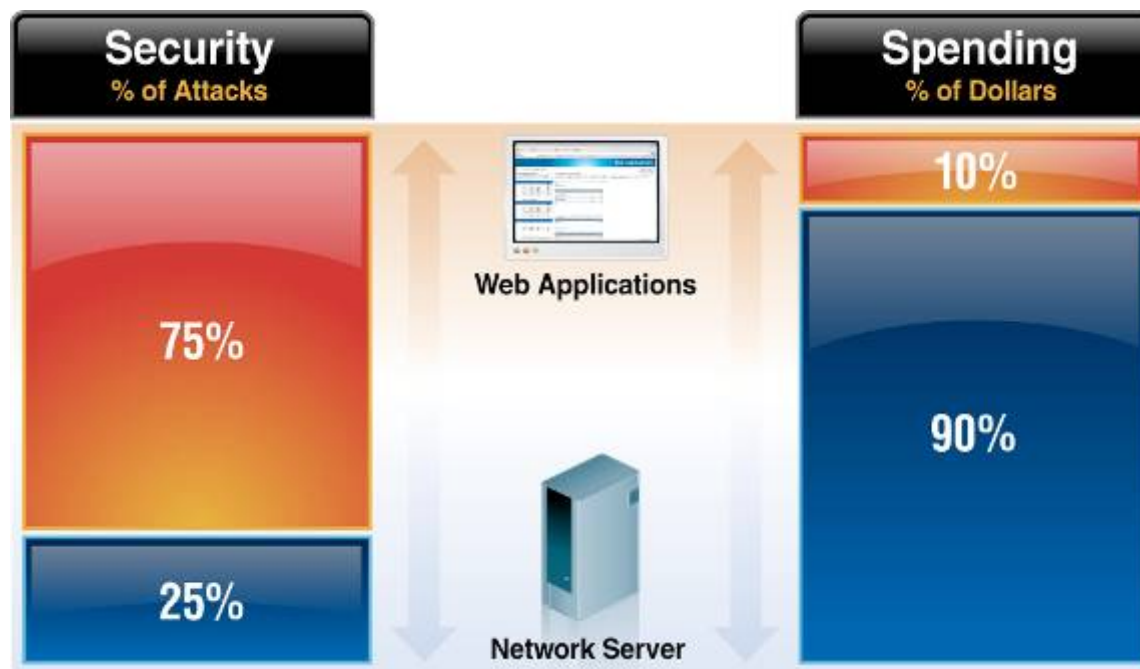 Security
% of Attacks
Spending
% of Dollars
75%
25%
Web Applications
Network Server
10%
90%